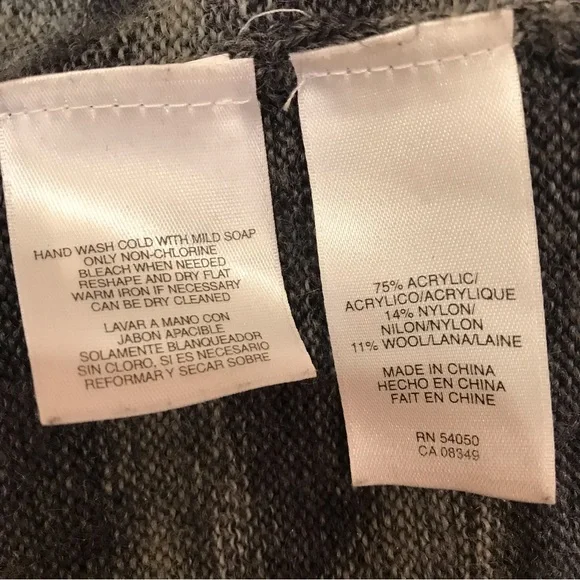 HAND WASH COLD WITH MILD SOAP
ONLY NON-CHLORINE
BLEACH WHEN NEEDED
RESHAPE AND DRY FLAT
WARM IRON IF NECESSARY
CAN BE DRY CLEANED
LAVAR A MANO CON
JABON APACIBLE
SOLAMENTE BLANQUEADOR
SIN CLORO, SI ES NECESARIO
REFORMAR Y SECAR SOBRE
75% ACRYLIC/
ACRYLICO/ACRYLIQUE
14% NYLON/
NILON/NYLON
11% WOOL/LANA/LAINE
MADE IN CHINA
HECHO EN CHINA
FAIT EN CHINE
RN 54050
CA 08349